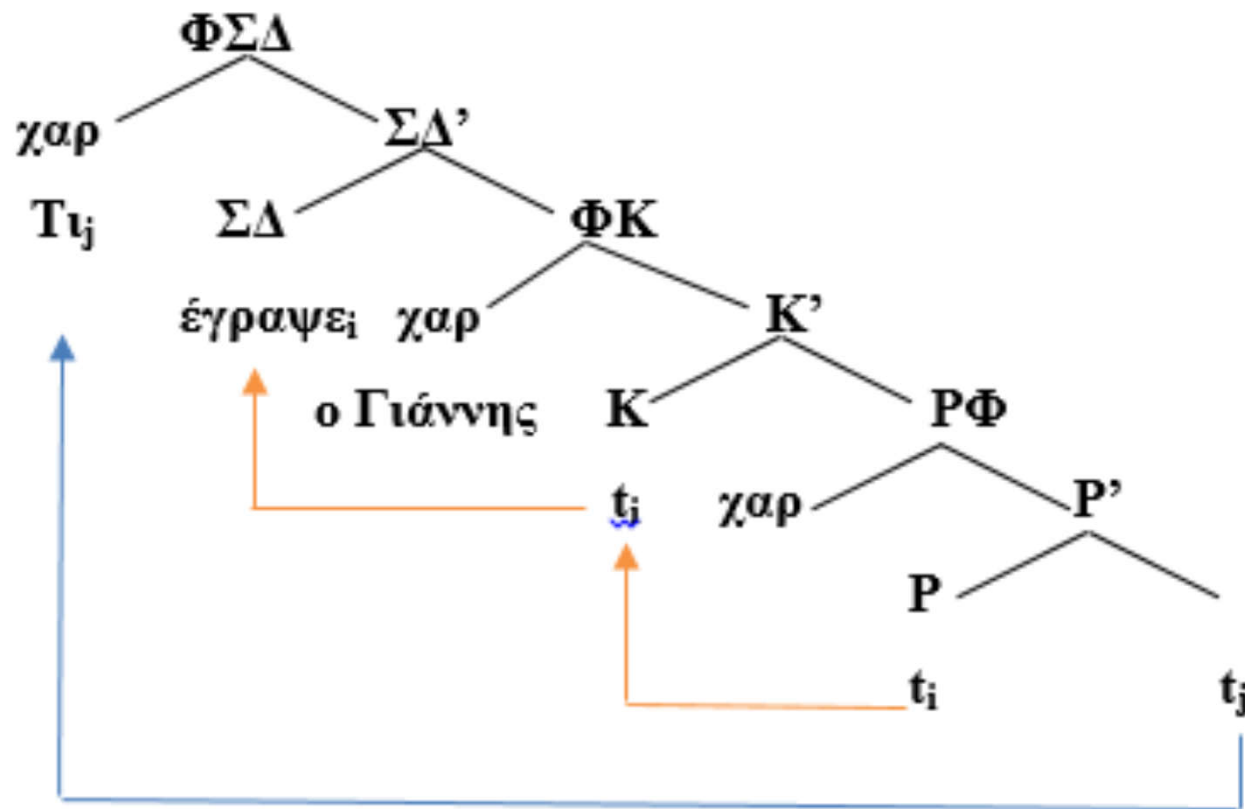 ΦΣΔ
χαρ ΣΔ’
Τιj ΣΔ ΦΚ
έγραψεi χαρ Κ’
ο Γιάννης Κ ΡΦ
ti χαρ Ρ’
Ρ
ti tj